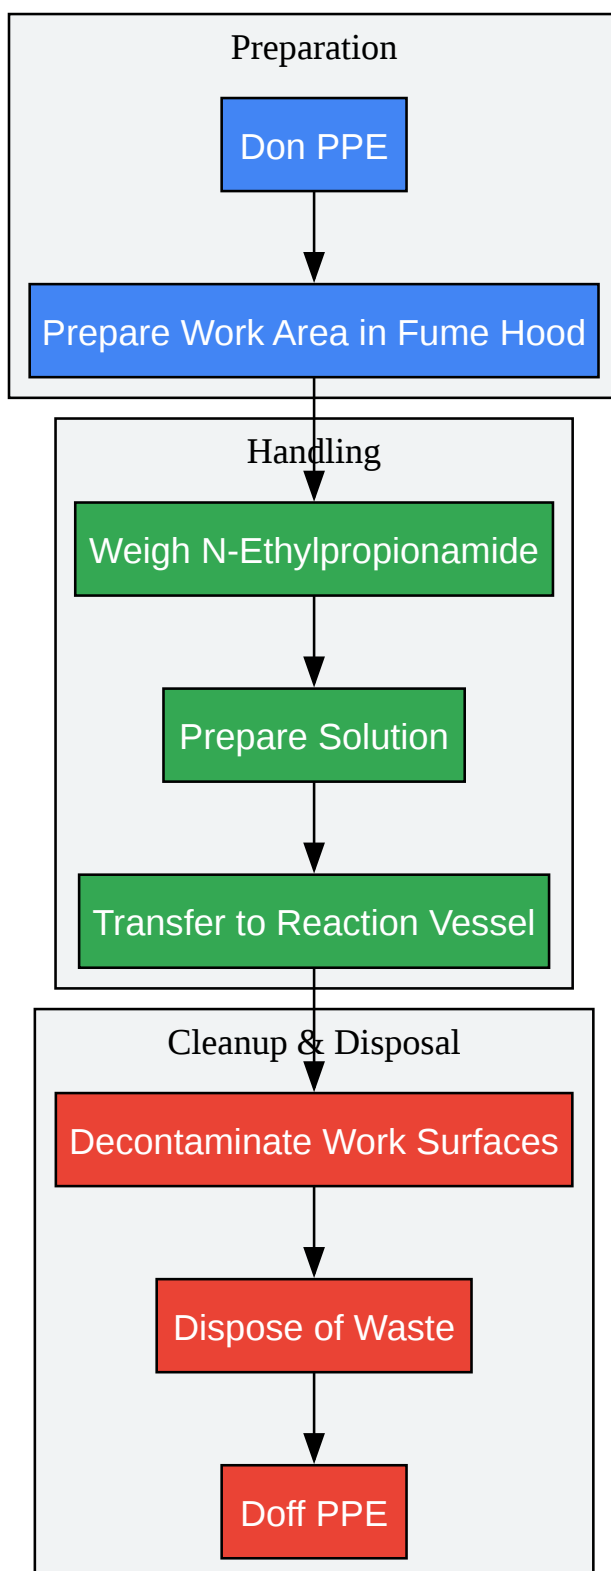 Preparation
Don PPE
Prepare Work Area in Fume Hood
Handling
Weigh N-Ethylpropionamide
Prepare Solution
Transfer to Reaction Vessel
Cleanup & Disposal
Decontaminate Work Surfaces
Dispose of Waste
Doff PPE